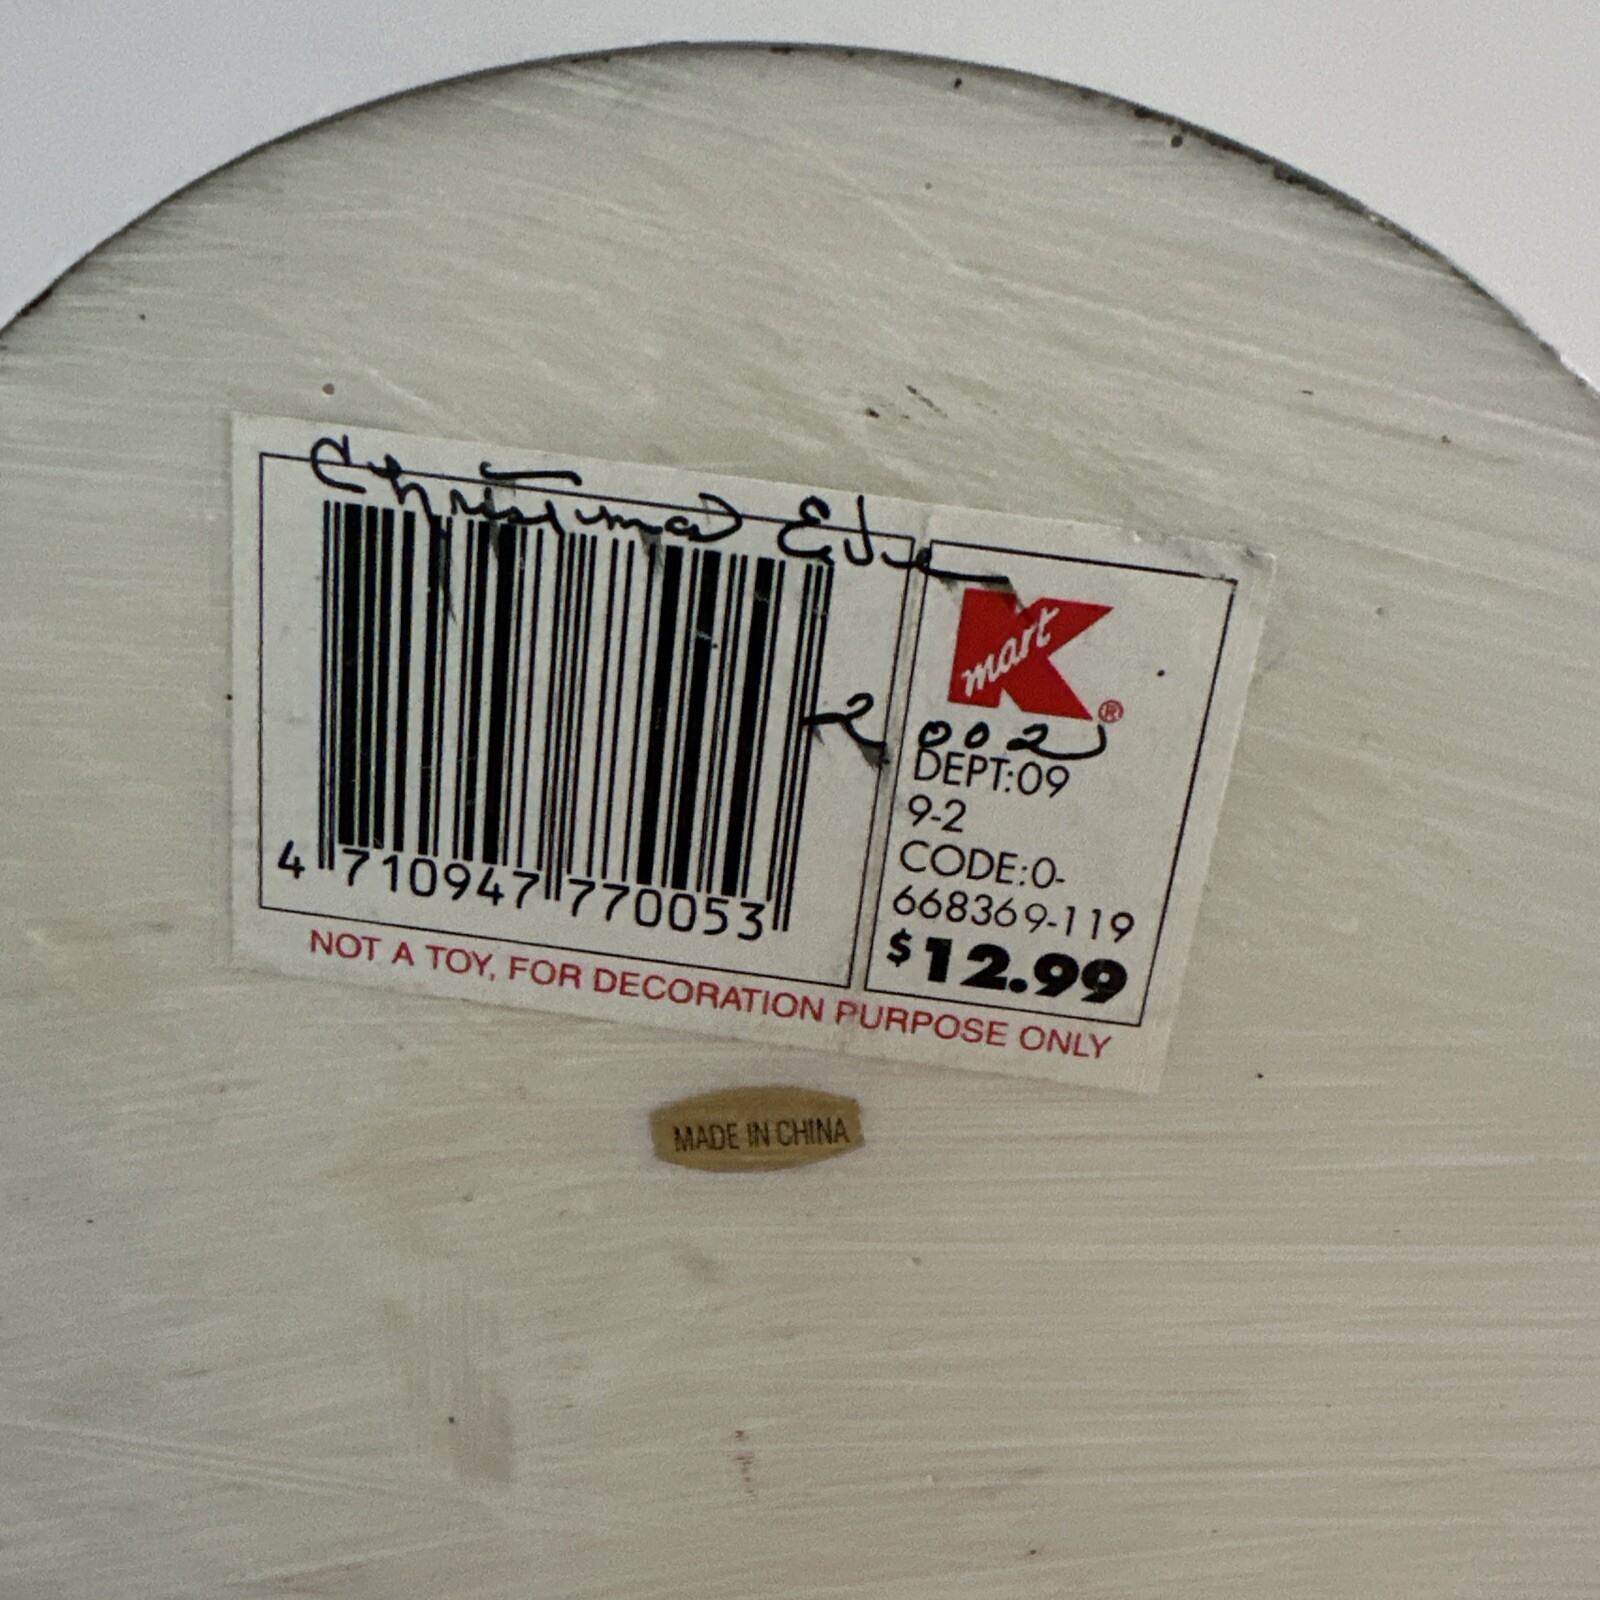 Christmas Eve
2002
Kmart®
DEPT:09
9-2
CODE:0-
668369-119
$12.99
4 710947 770053
NOT A TOY, FOR DECORATION PURPOSE ONLY
MADE IN CHINA